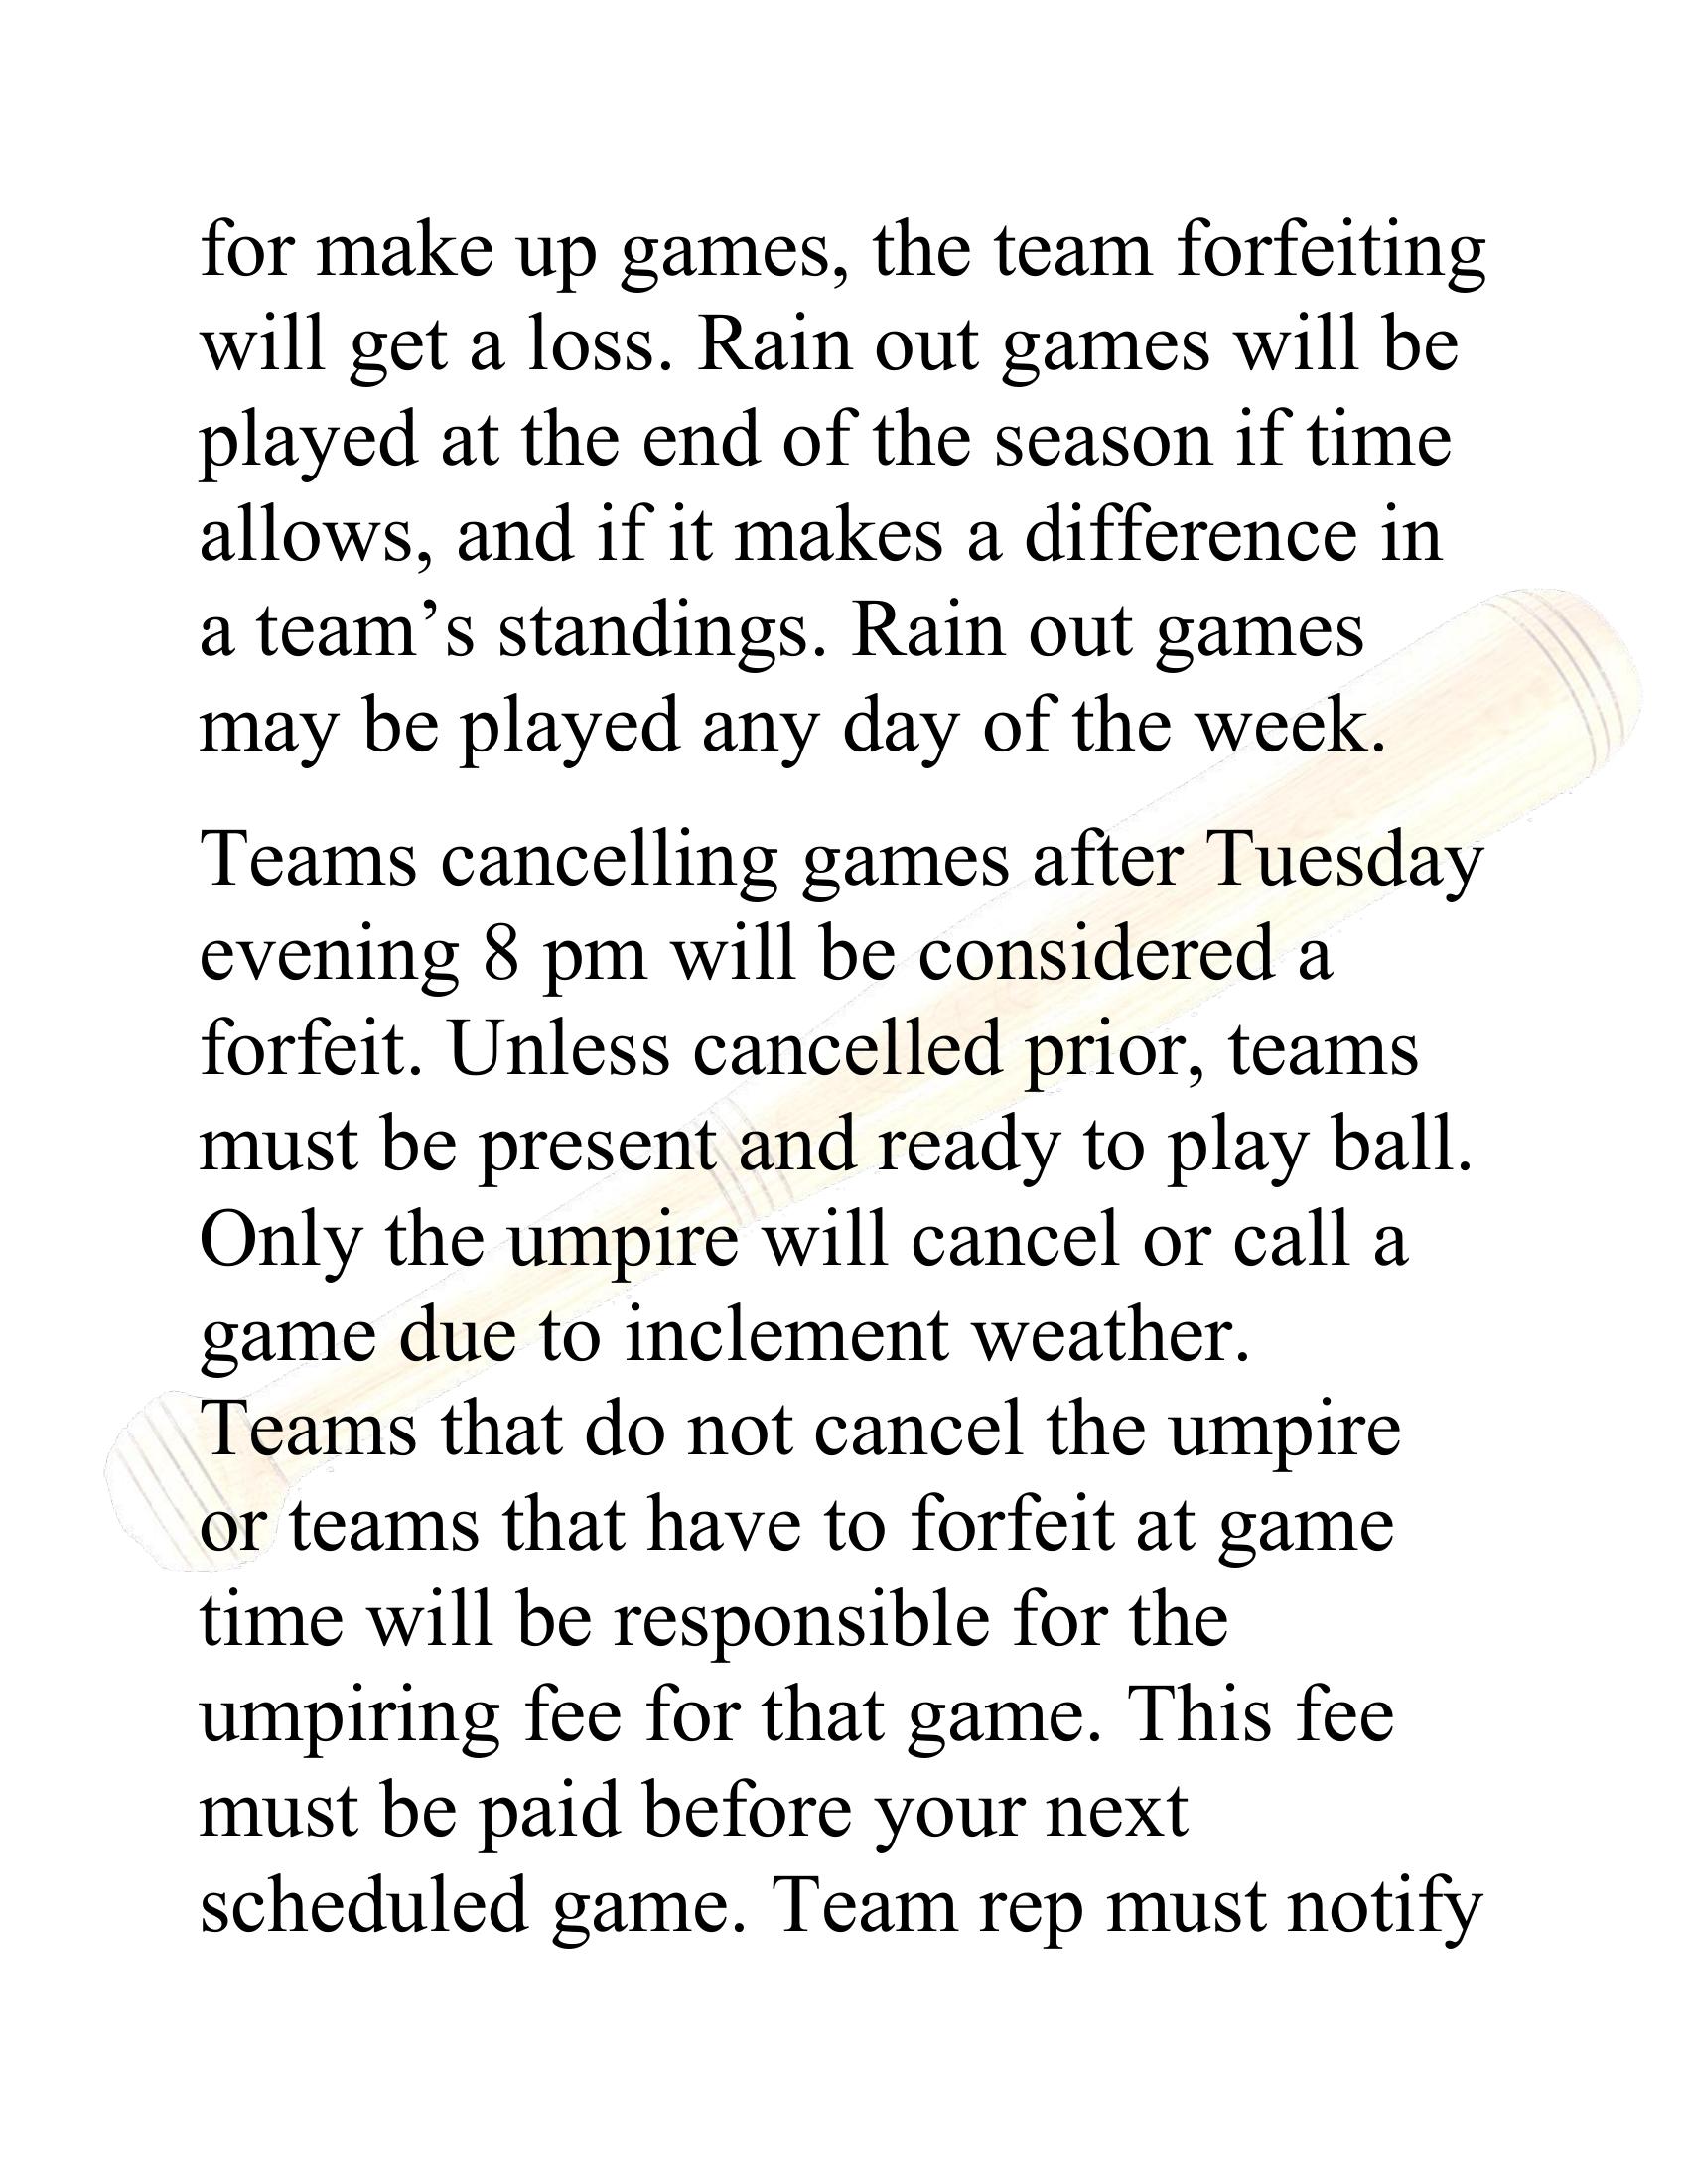 for make up games, the team forfeiting
will get a loss. Rain out games will be
played at the end of the season if time
allows, and if it makes a difference in
a team’s standings. Rain out games
may be played any day of the week.
Teams cancelling games after Tuesday
evening 8 pm will be considered a
forfeit. Unless cancelled prior, teams
must be present and ready to play ball.
Only the umpire will cancel or call a
game due to inclement weather.
Teams that do not cancel the umpire
or teams that have to forfeit at game
time will be responsible for the
umpiring fee for that game. This fee
must be paid before your next
scheduled game. Team rep must notify